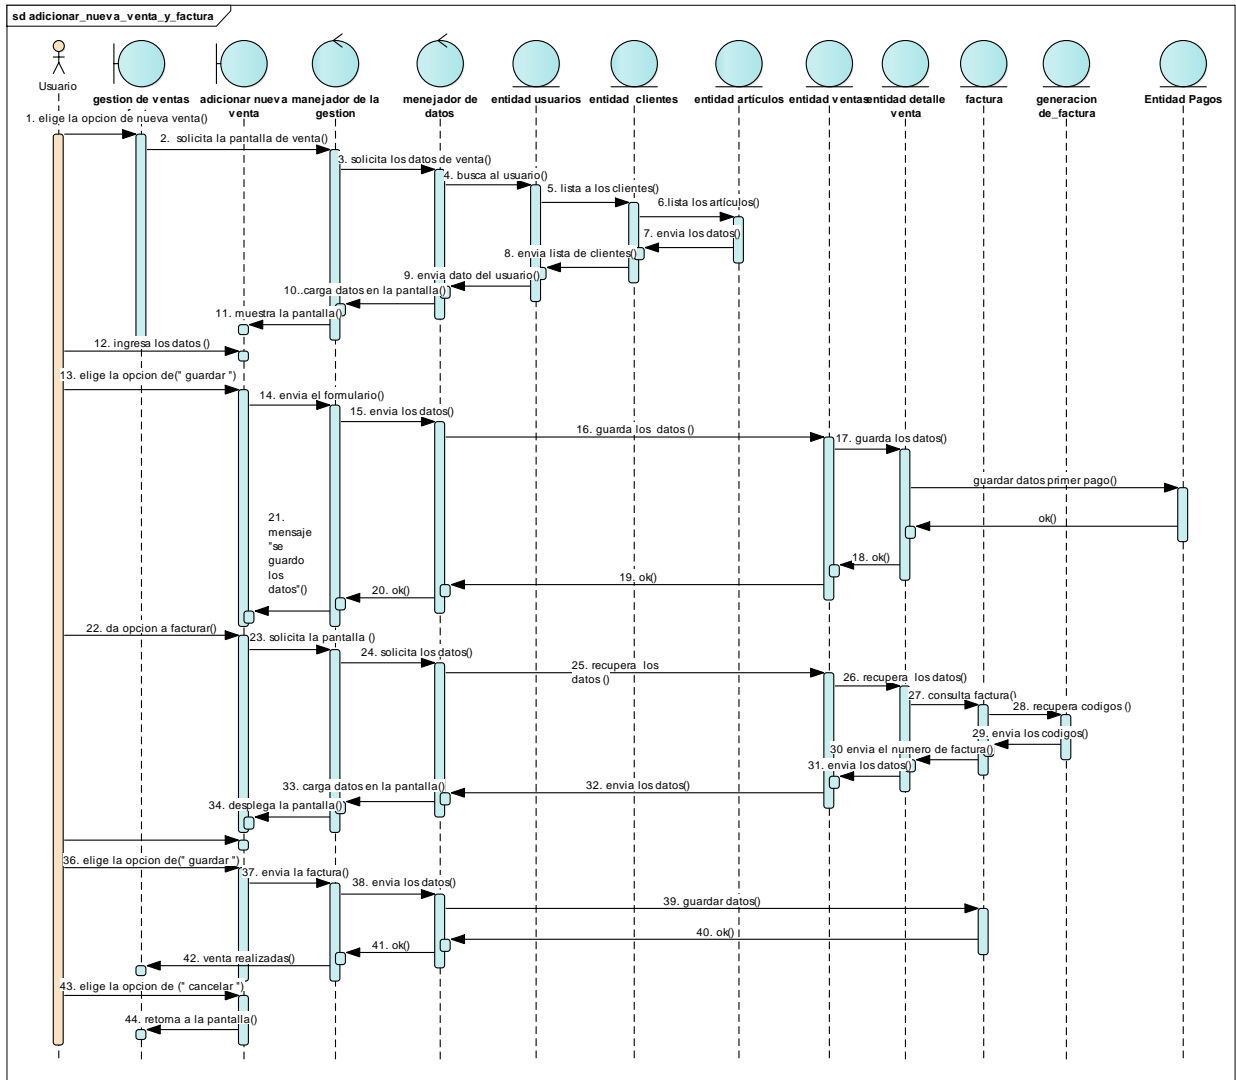 sd adicionar_nueva_venta_y_factura
Usuario
gestion de ventas
adicionar nueva
venta
manejador de la
gestion
menejador de
datos
entidad usuarios
entidad clientes
entidad artículos
entidad ventas
entidad detalle
venta
factura
generacion
de_factura
Entidad Pagos
1. elige la opcion de nueva venta()
2. solicita la pantalla de venta()
3. solicita los datos de venta()
4. busca al usuario()
5. lista a los clientes()
6.lista los artículos()
7. envia los datos()
8. envia lista de clientes()
9. envia dato del usuario()
10..carga datos en la pantalla()
11. muestra la pantalla()
12. ingresa los datos ()
13. elige la opcion de(" guardar ")
14. envia el formulario()
15. envia los datos()
16. guarda los datos ()
17. guarda los datos()
guardar datos primer pago()
ok()
18. ok()
19. ok()
20. ok()
21.
mensaje
"se
guardo
los
datos"()
22. da opcion a facturar()
23. solicita la pantalla ()
24. solicita los datos()
25. recupera los
datos ()
26. recupera los datos()
27. consulta factura()
28. recupera codigos ()
29. envia los codigos()
30 envia el numero de factura()
31. envia los datos()
32. envia los datos()
33. carga datos en la pantalla()
34. desplega la pantalla()
36. elige la opcion de(" guardar ")
37. envia la factura()
38. envia los datos()
39. guardar datos()
40. ok()
41. ok()
42. venta realizadas()
43. elige la opcion de (" cancelar ")
44. retorna a la pantalla()